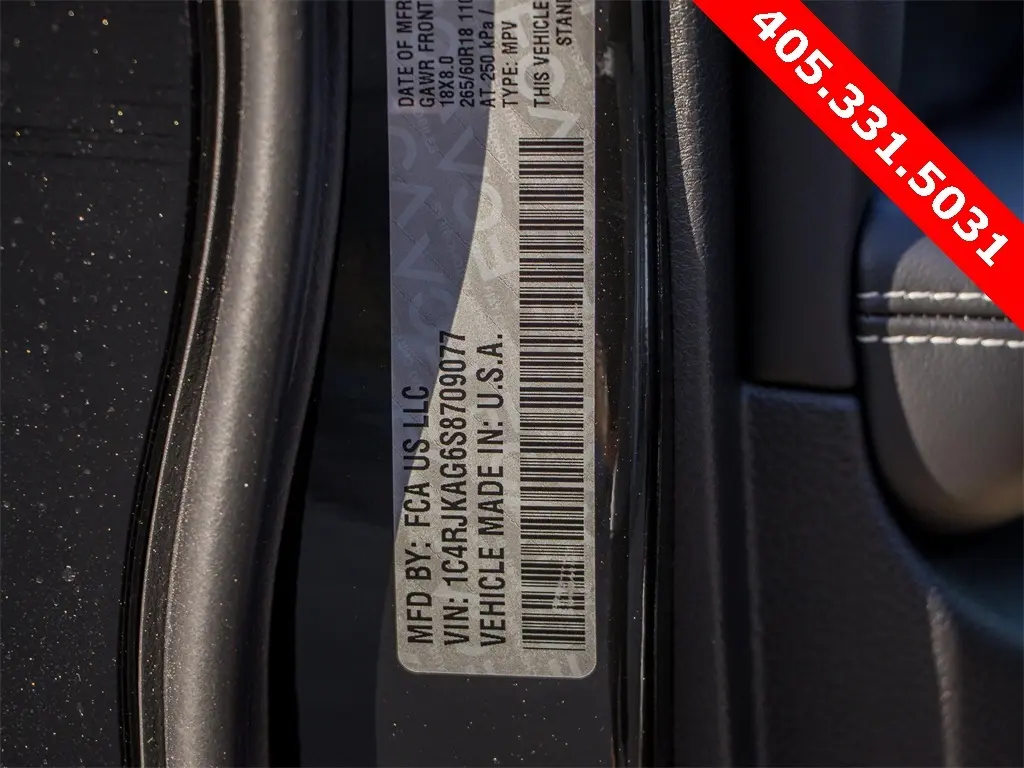 405.331.5031
DATE OF MFR
GAWR FRONT
18X8.0
265/60R18 110
AT 250 kPa /
TYPE: MPV
THIS VEHICLE
STAND
MFD BY: FCA US LLC
VIN: 1C4RJKAG6S8709077
VEHICLE MADE IN: U.S.A.